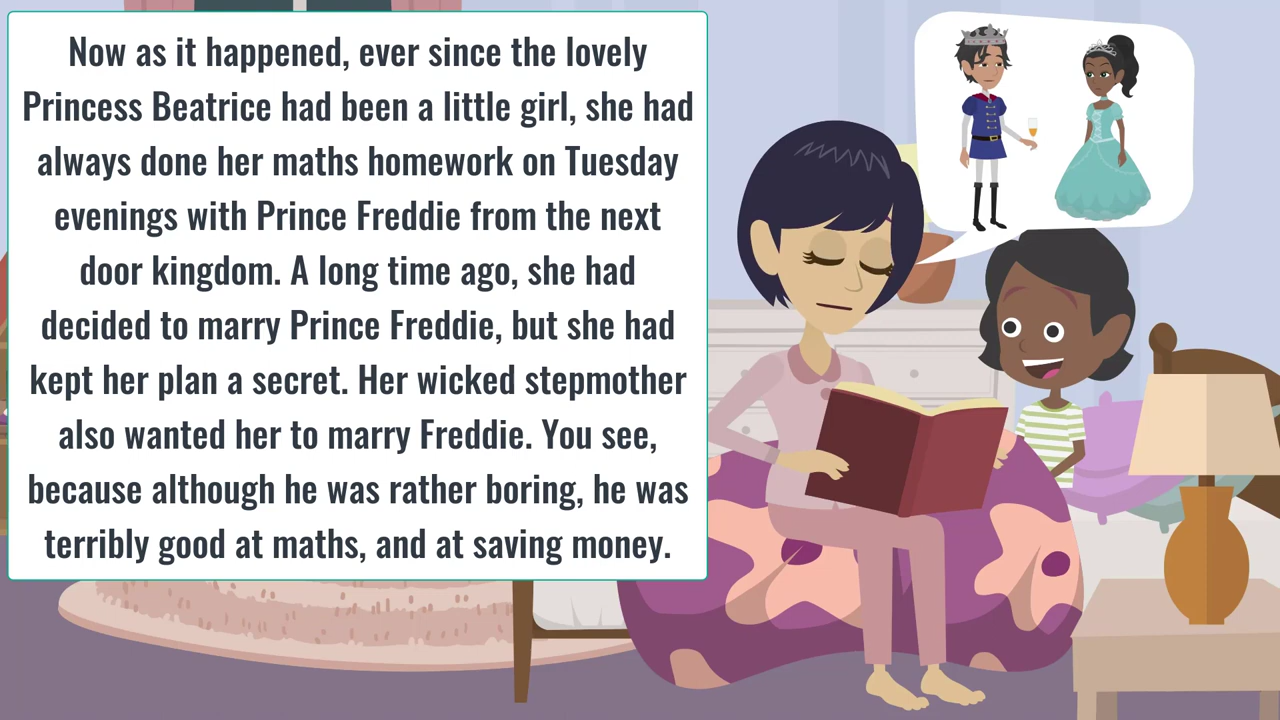 Now as it happened, ever since the lovely
Princess Beatrice had been a little girl, she had
always done her maths homework on Tuesday
evenings with Prince Freddie from the next
door kingdom. A long time ago, she had
decided to marry Prince Freddie, but she had
kept her plan a secret. Her wicked stepmother
also wanted her to marry Freddie. You see,
because although he was rather boring, he was
terribly good at maths, and at saving money.